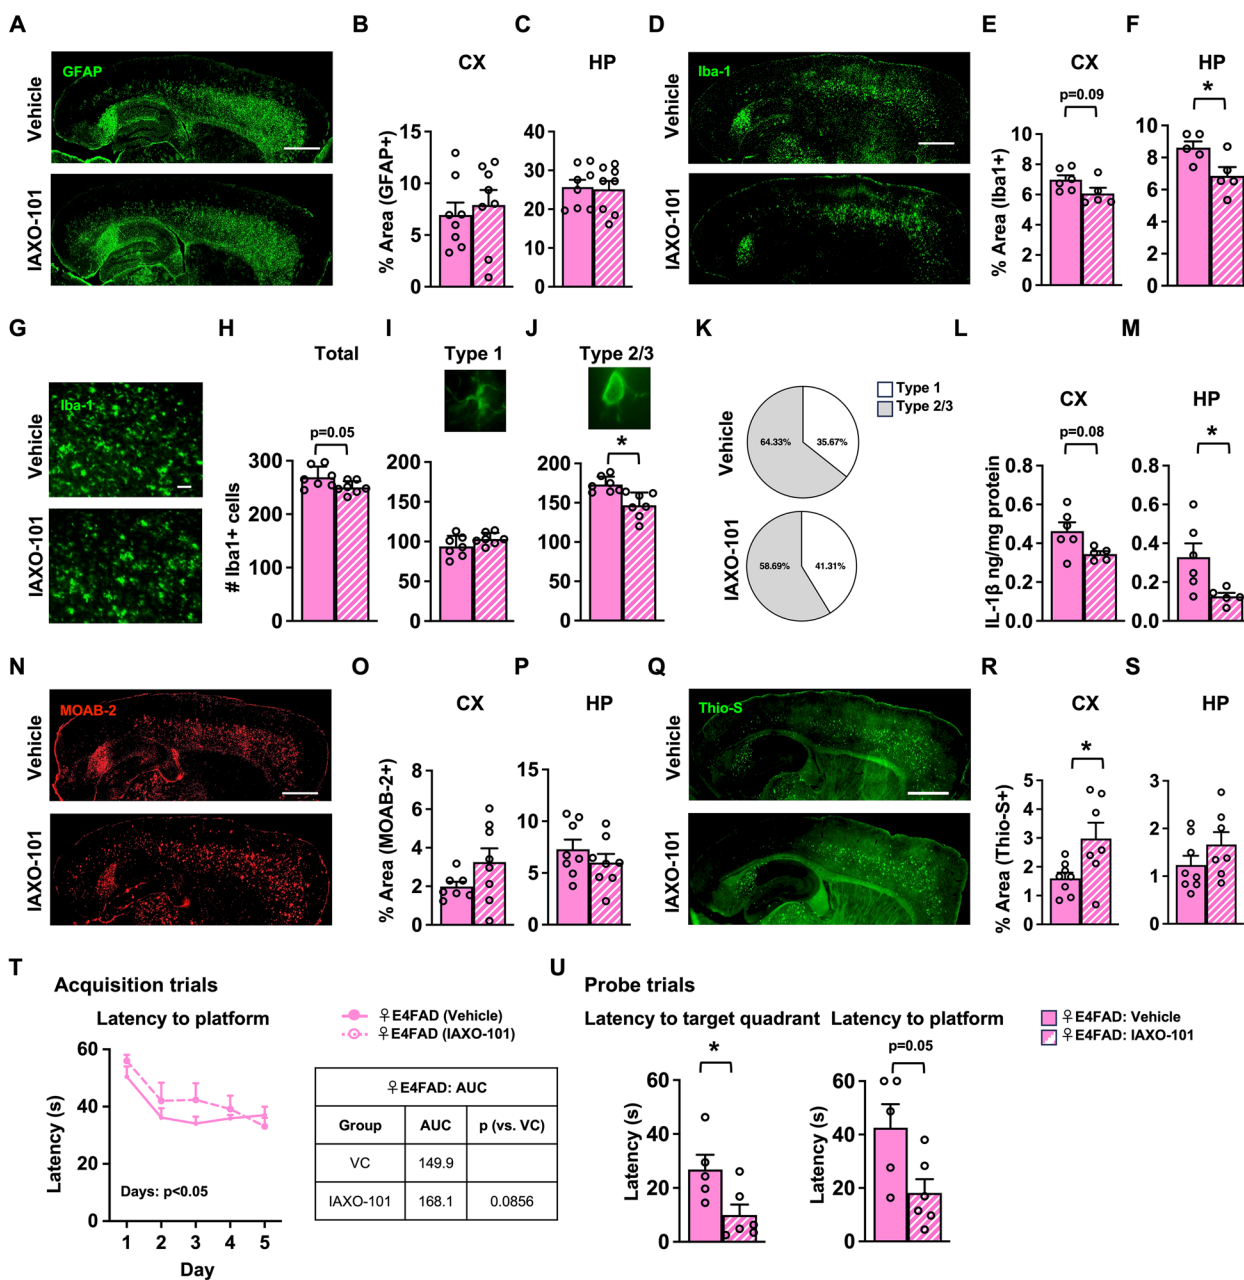 A
B
C
D
E
F
CX
HP
CX
HP
GFAP
Vehicle
IAXO-101
% Area (GFAP+)
15
10
5
0
40
30
20
10
0
Iba-1
Vehicle
IAXO-101
p=0.09
*
% Area (Iba1+)
10
8
6
4
2
0
10
8
6
4
2
0
G
H
I
J
K
L
M
Total
Type 1
Type 2/3
Iba-1
Vehicle
IAXO-101
p=0.05
*
# Iba1+ cells
300
200
100
0
200
150
100
50
0
200
150
100
50
0
Type 1
Type 2/3
Vehicle
64.33%
35.67%
IAXO-101
58.69%
41.31%
CX
HP
p=0.08
*
IL-1β ng/mg protein
0.8
0.6
0.4
0.2
0.0
0.8
0.6
0.4
0.2
0.0
N
O
P
Q
R
S
MOAB-2
Vehicle
IAXO-101
CX
HP
% Area (MOAB-2+)
8
6
4
2
0
15
10
5
0
Thio-S
Vehicle
IAXO-101
CX
HP
*
% Area (Thio-S+)
5
4
3
2
1
0
3
2
1
0
T
Acquisition trials
Latency to platform
♀E4FAD (Vehicle)
♀E4FAD (IAXO-101)
Latency (s)
60
40
20
0
Days: p<0.05
1 2 3 4 5
Day
♀E4FAD: AUC
Group AUC p (vs. VC)
VC 149.9
IAXO-101 168.1 0.0856
U
Probe trials
Latency to target quadrant
*
Latency (s)
60
40
20
0
Latency to platform
p=0.05
Latency (s)
60
40
20
0
♀E4FAD: Vehicle
♀E4FAD: IAXO-101